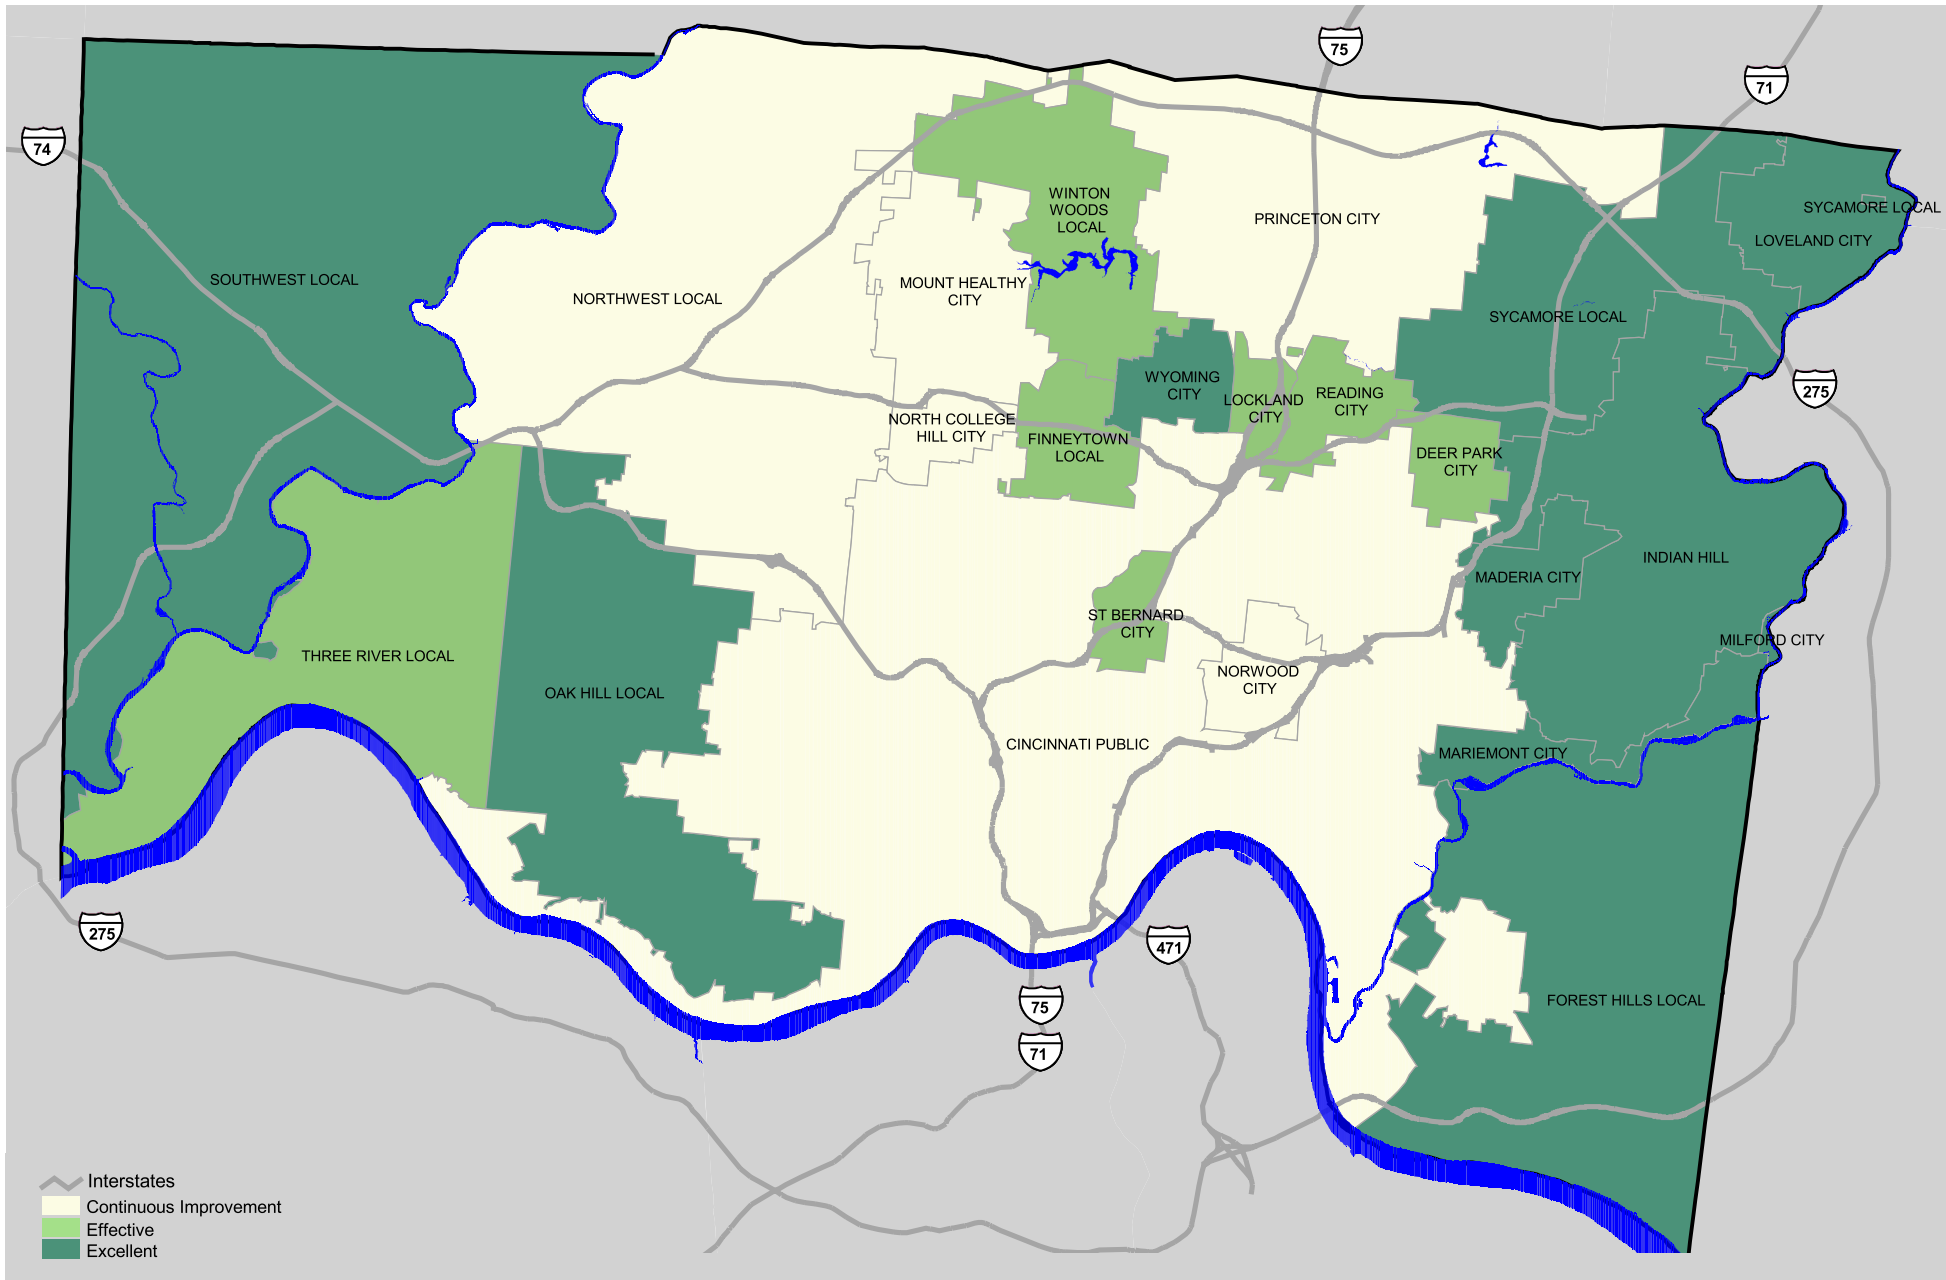 75
71
74
WINTON
WOODS
LOCAL
SYCAMORE LOCAL
PRINCETON CITY
LOVELAND CITY
SOUTHWEST LOCAL
MOUNT HEALTHY
CITY
NORTHWEST LOCAL
SYCAMORE LOCAL
WYOMING
CITY
275
LOCKLAND
CITY
READING
CITY
NORTH COLLEGE
HILL CITY
FINNEYTOWN
LOCAL
DEER PARK
CITY
INDIAN HILL
MADERIA CITY
ST BERNARD
CITY
MILFORD CITY
THREE RIVER LOCAL
NORWOOD
CITY
OAK HILL LOCAL
CINCINNATI PUBLIC
MARIEMONT CITY
275
471
FOREST HILLS LOCAL
75
71
Interstates
Continuous Improvement
Effective
Excellent